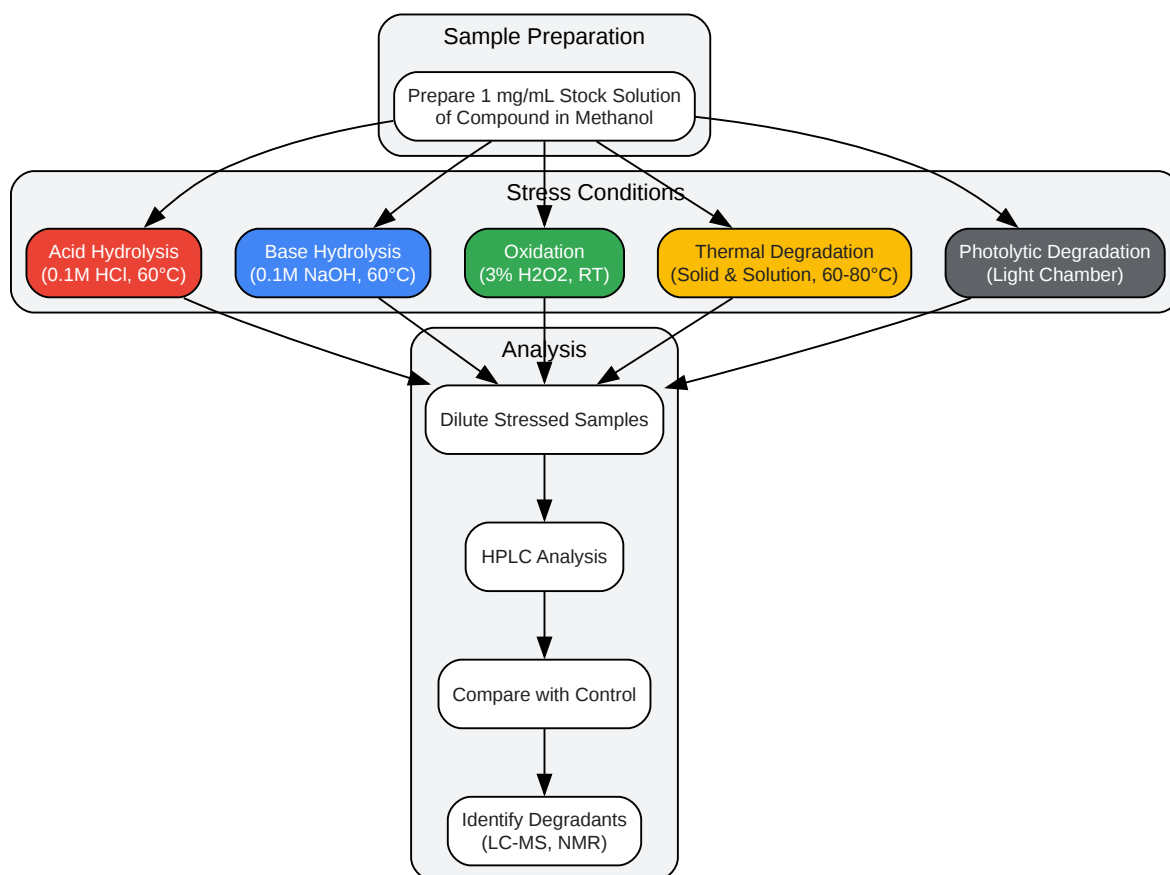 Sample Preparation
Prepare 1 mg/mL Stock Solution
of Compound in Methanol
Stress Conditions
Acid Hydrolysis
(0.1M HCl, 60°C)
Base Hydrolysis
(0.1M NaOH, 60°C)
Oxidation
(3% H2O2, RT)
Thermal Degradation
(Solid & Solution, 60-80°C)
Photolytic Degradation
(Light Chamber)
Analysis
Dilute Stressed Samples
HPLC Analysis
Compare with Control
Identify Degradants
(LC-MS, NMR)